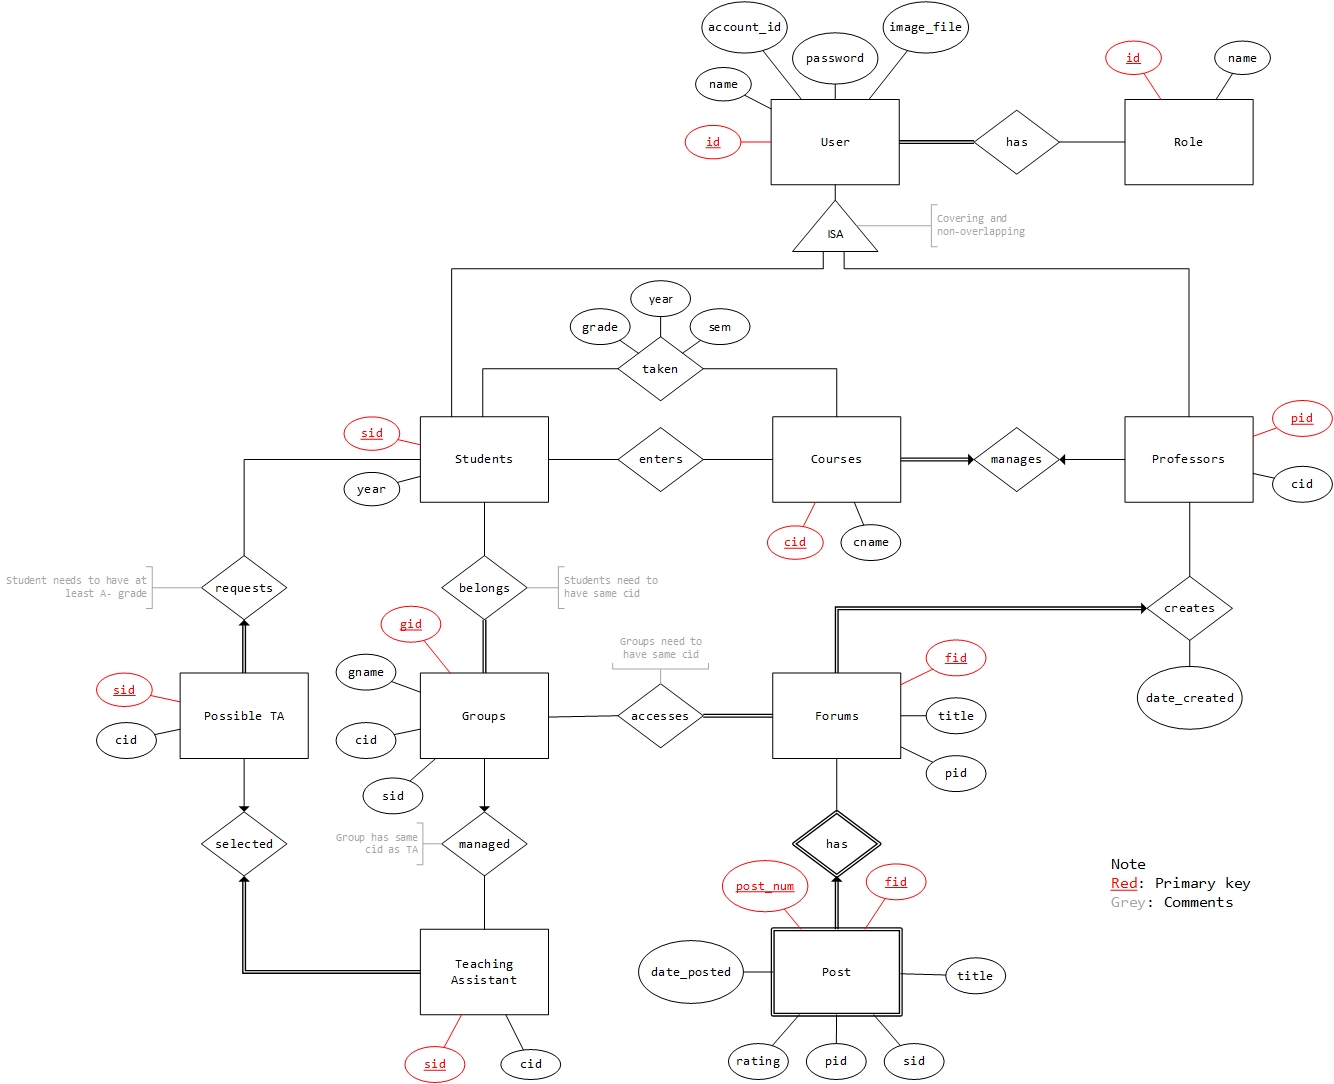 account_id
image_file
password
name
id
name
id
User
has
Role
ISA
Covering and
non-overlapping
year
grade
sem
taken
sid
year
Students
enters
Courses
manages
Professors
pid
cid
cid
cname
Student needs to have at
least A- grade
requests
belongs
Students need to
have same cid
creates
gid
Groups need to
have same cid
fid
gname
sid
cid
Possible TA
cid
Groups
accesses
Forums
title
date_created
pid
sid
selected
Group has same
cid as TA
managed
has
post_num
fid
Note
Red: Primary key
Grey: Comments
Teaching
Assistant
date_posted
Post
title
sid
cid
rating
pid
sid